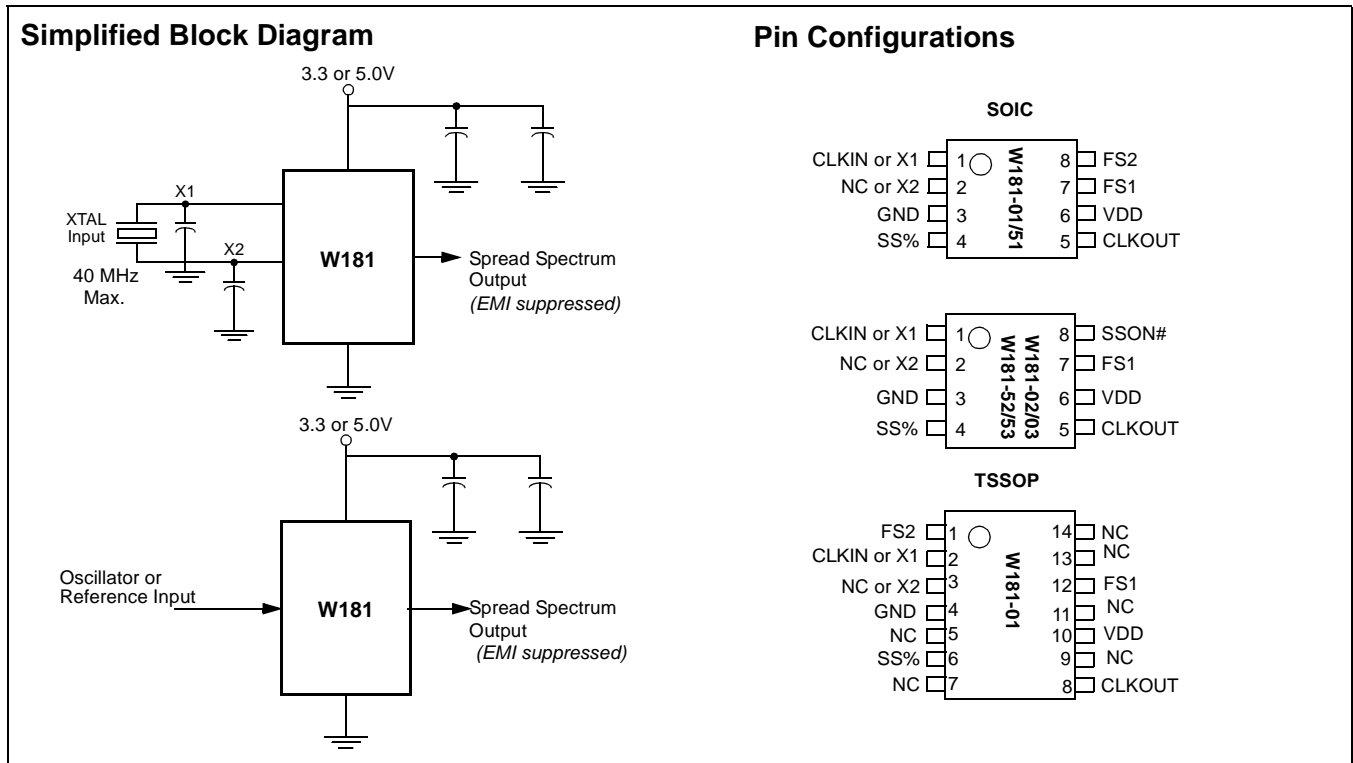 Simplified Block Diagram
3.3 or 5.0V
X1
XTAL
Input
X2
40 MHz
Max.
W181
Spread Spectrum
Output
(EMI suppressed)
3.3 or 5.0V
Oscillator or
Reference Input
W181
Spread Spectrum
Output
(EMI suppressed)
Pin Configurations
SOIC
CLKIN or X1 1 8 FS2
NC or X2 2 7 FS1
GND 3 6 VDD
SS% 4 5 CLKOUT
W181-01/51
CLKIN or X1 1 8 SSON#
NC or X2 2 7 FS1
GND 3 6 VDD
SS% 4 5 CLKOUT
W181-02/03
W181-52/53
TSSOP
FS2 1 14 NC
CLKIN or X1 2 13 NC
NC or X2 3 12 FS1
GND 4 11 NC
NC 5 10 VDD
SS% 6 9 NC
NC 7 8 CLKOUT
W181-01